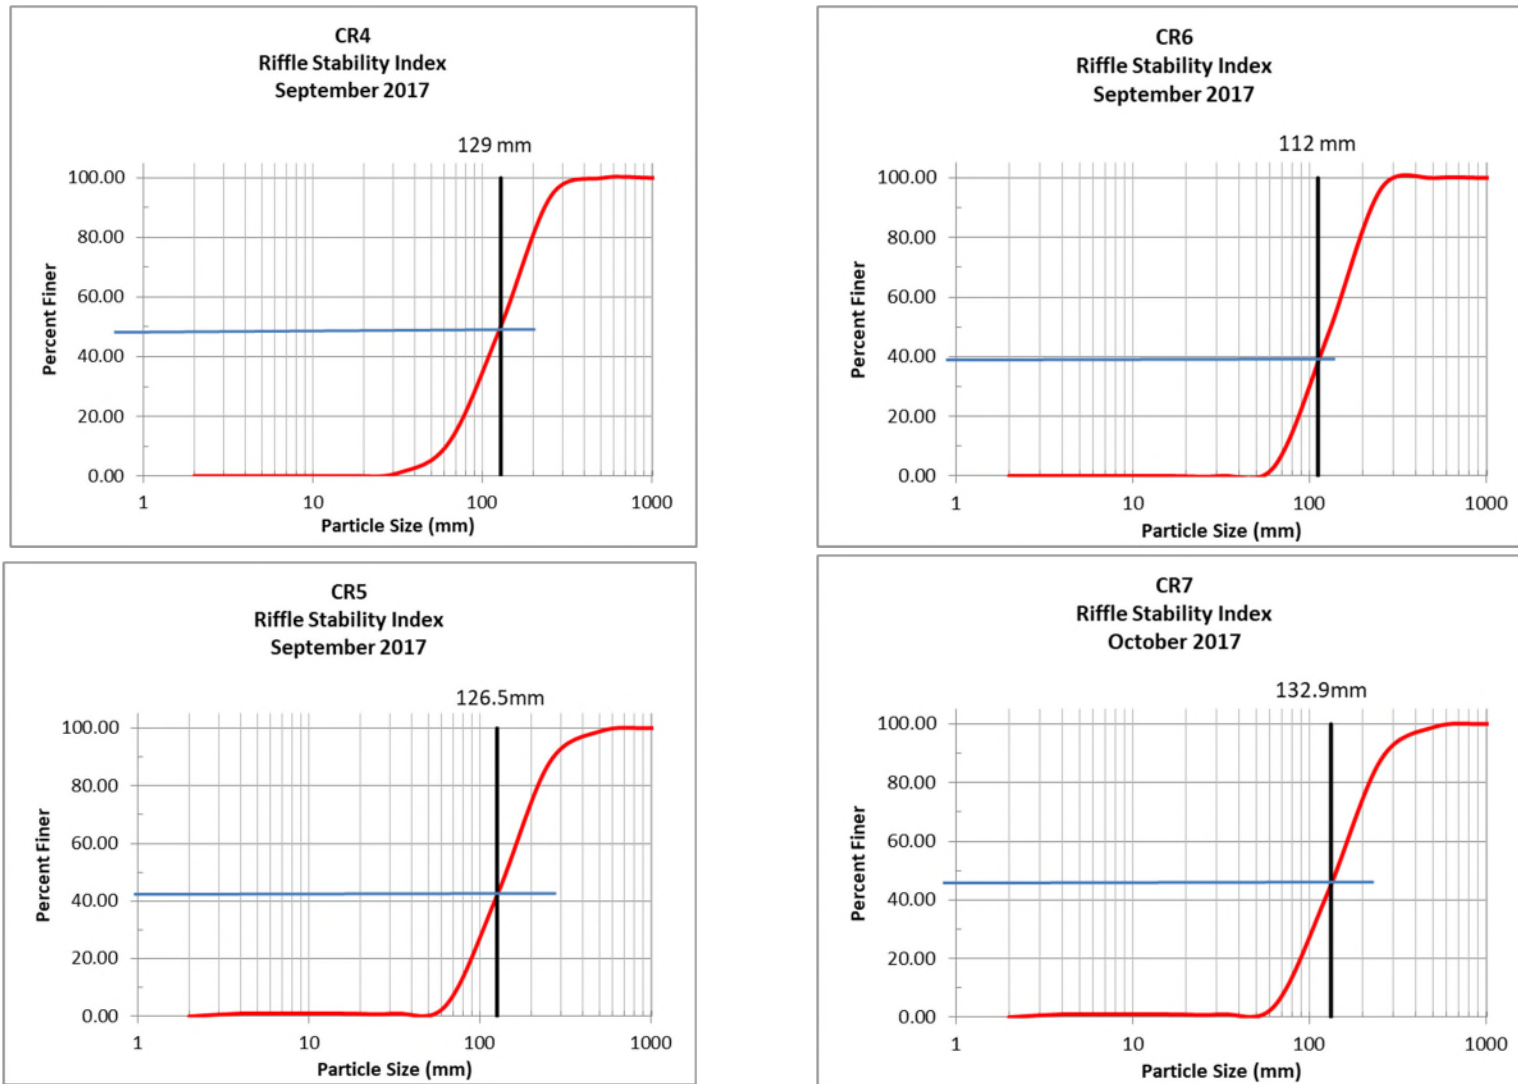 CR4
Riffle Stability Index
September 2017
129 mm
100.00
80.00
60.00
40.00
20.00
0.00
Percent Finer
1 10 100 1000
Particle Size (mm)
CR6
Riffle Stability Index
September 2017
112 mm
100.00
80.00
60.00
40.00
20.00
0.00
Percent Finer
1 10 100 1000
Particle Size (mm)
CR5
Riffle Stability Index
September 2017
126.5mm
100.00
80.00
60.00
40.00
20.00
0.00
Percent Finer
1 10 100 1000
Particle Size (mm)
CR7
Riffle Stability Index
October 2017
132.9mm
100.00
80.00
60.00
40.00
20.00
0.00
Percent Finer
1 10 100 1000
Particle Size (mm)